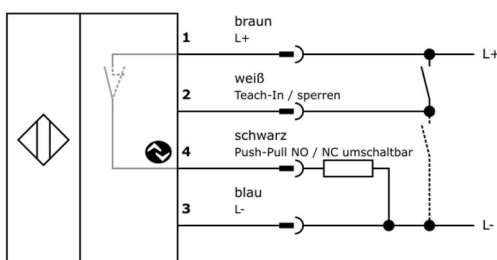 braun
1 L+ L+
weiß
2 Teach-In / sperren
schwarz
4 Push-Pull NO / NC umschaltbar
blau
3 L- L-